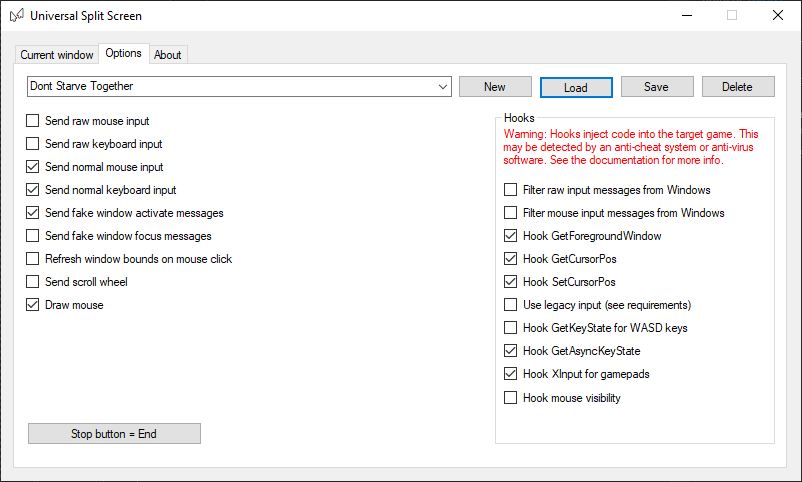 Universal Split Screen
Current window
Options
About
Dont Starve Together
New
Load
Save
Delete
Send raw mouse input
Send raw keyboard input
Send normal mouse input
Send normal keyboard input
Send fake window activate messages
Send fake window focus messages
Refresh window bounds on mouse click
Send scroll wheel
Draw mouse
Stop button = End
Hooks
Warning: Hooks inject code into the target game. This
may be detected by an anti-cheat system or anti-virus
software. See the documentation for more info.
Filter raw input messages from Windows
Filter mouse input messages from Windows
Hook GetForegroundWindow
Hook GetCursorPos
Hook SetCursorPos
Use legacy input (see requirements)
Hook GetKeyState for WASD keys
Hook GetAsyncKeyState
Hook XInput for gamepads
Hook mouse visibility